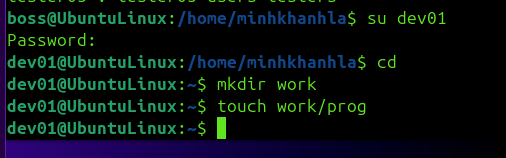 boss@UbuntuLinux:/home/minhkhanhla$ su dev01
Password:
dev01@UbuntuLinux:/home/minhkhanhla$ cd
dev01@UbuntuLinux:~$ mkdir work
dev01@UbuntuLinux:~$ touch work/prog
dev01@UbuntuLinux:~$